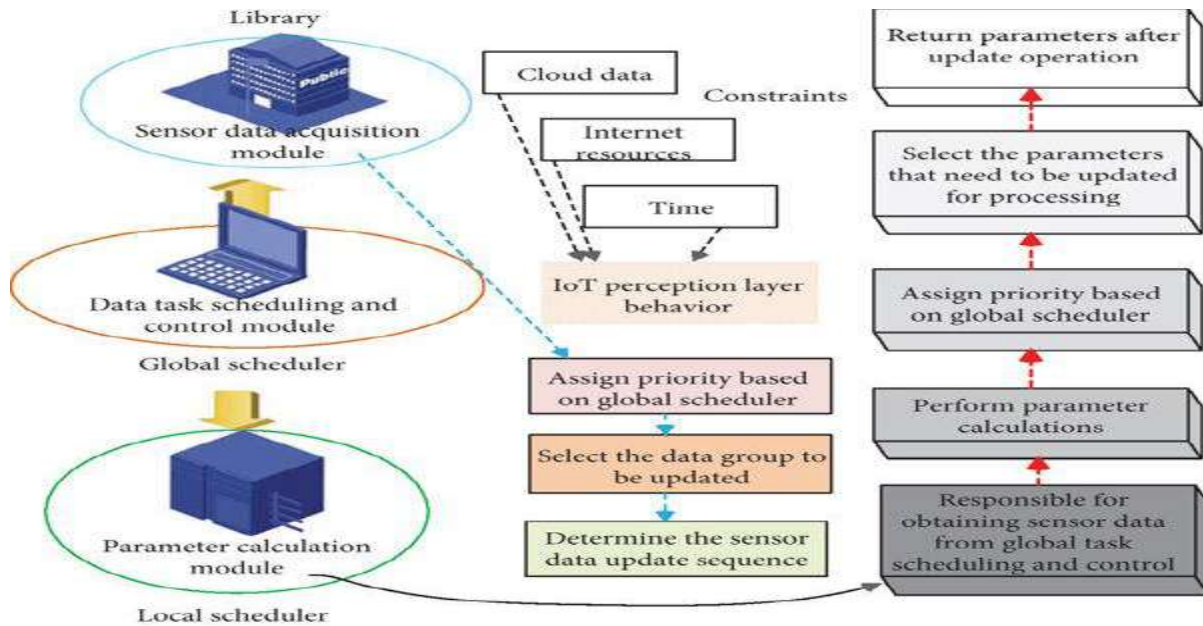 Library
Public
Sensor data acquisition
module
Data task scheduling and
control module
Global scheduler
Parameter calculation
module
Local scheduler
Cloud data
Constraints
Internet
resources
Time
IoT perception layer
behavior
Assign priority based
on global scheduler
Select the data group to
be updated
Determine the sensor
data update sequence
Return parameters after
update operation
Select the parameters
that need to be updated
for processing
Assign priority based
on global scheduler
Perform parameter
calculations
Responsible for
obtaining sensor data
from global task
scheduling and control